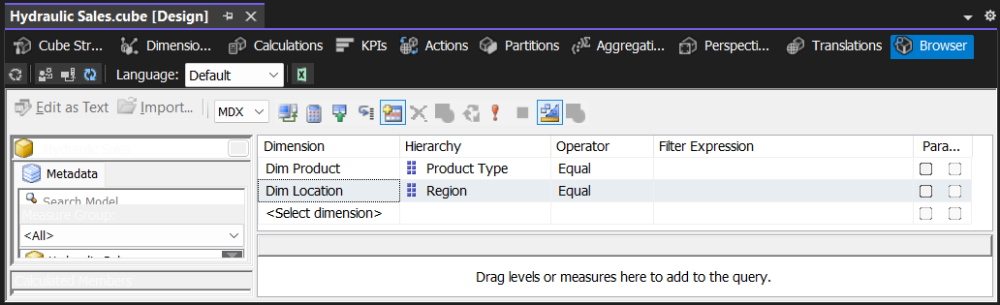 Hydraulic Sales.cube [Design]
Cube Str... Dimensio... Calculations KPIs Actions Partitions Aggregati... Perspecti... Translations Browser
Language: Default
Edit as Text Import... MDX
Dimension Hierarchy Operator Filter Expression Para...
Dim Product Product Type Equal
Dim Location Region Equal
<Select dimension>
Metadata
Search Model
Measure Group:
<All>
Calculated Members
Drag levels or measures here to add to the query.